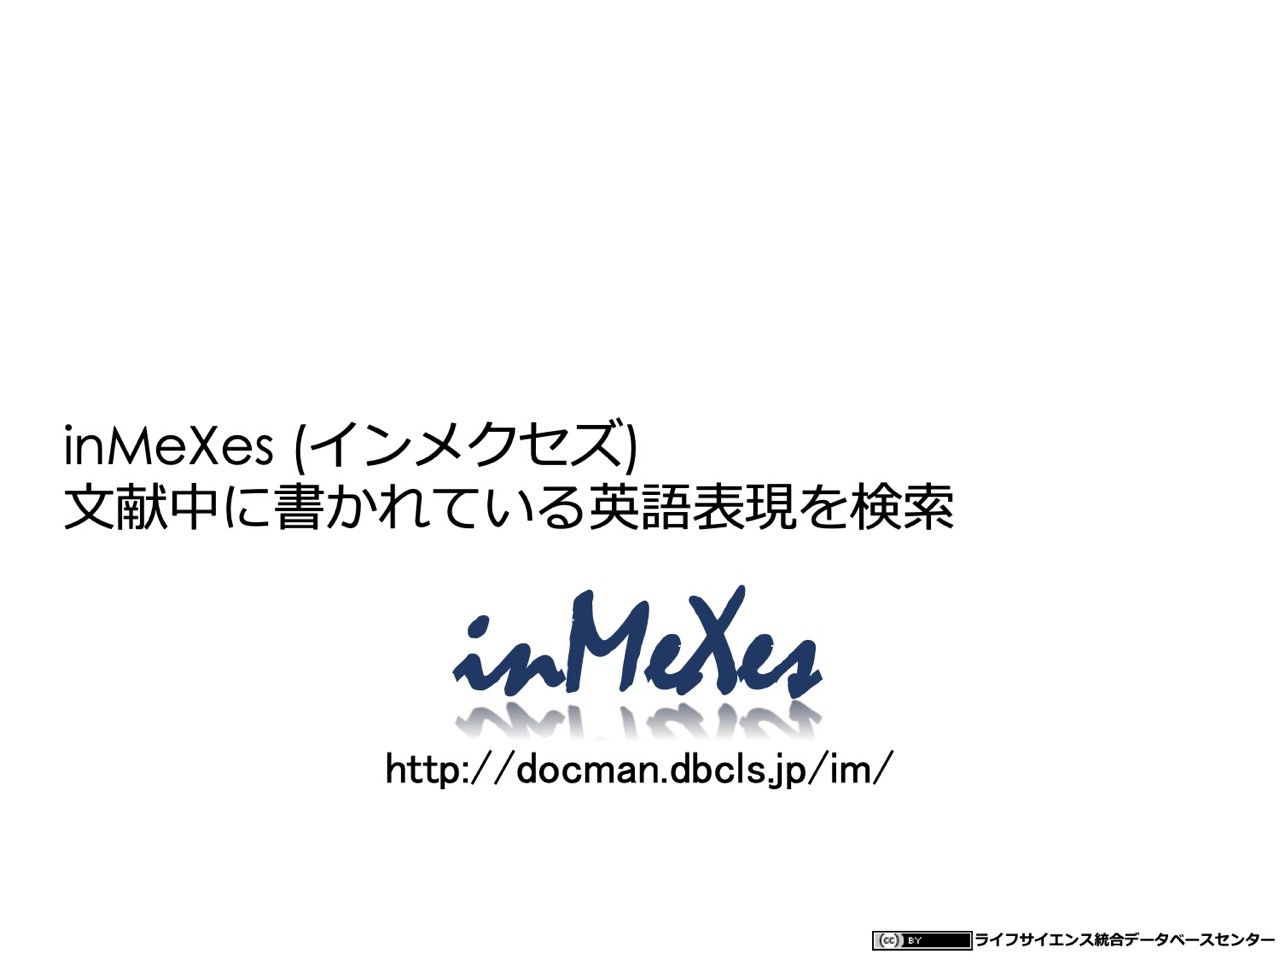 inMeXes (インメクセズ)
文献中に書かれている英語表現を検索
inMeXes
http://docman.dbcls.jp/im/
(cc) BY ライフサイエンス統合データベースセンター